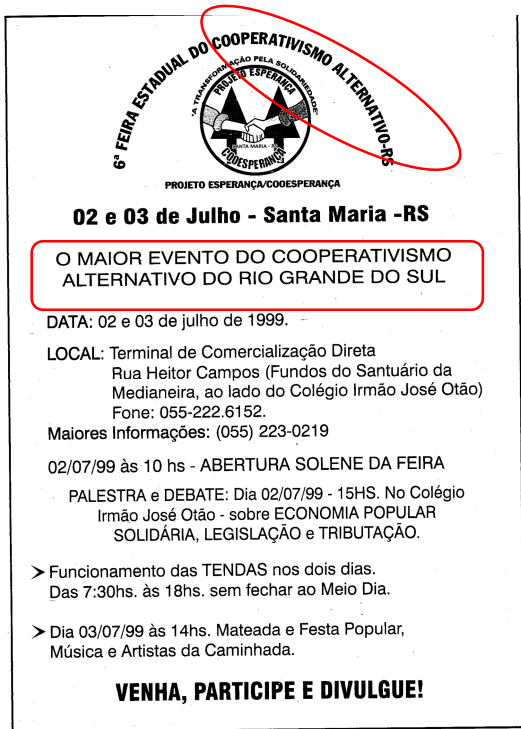 6ª FEIRA ESTADUAL DO COOPERATIVISMO ALTERNATIVO-RS
"A TRANSFORMAÇÃO PELA SOLIDARIEDADE"
PROJETO ESPERANÇA
SANTA MARIA - RS
COOESPERANÇA
PROJETO ESPERANÇA/COOESPERANÇA
02 e 03 de Julho - Santa Maria -RS
O MAIOR EVENTO DO COOPERATIVISMO
ALTERNATIVO DO RIO GRANDE DO SUL
DATA: 02 e 03 de julho de 1999.
LOCAL: Terminal de Comercialização Direta
Rua Heitor Campos (Fundos do Santuário da
Medianeira, ao lado do Colégio Irmão José Otão)
Fone: 055-222.6152.
Maiores Informações: (055) 223-0219
02/07/99 às 10 hs - ABERTURA SOLENE DA FEIRA
PALESTRA e DEBATE: Dia 02/07/99 - 15HS. No Colégio
Irmão José Otão - sobre ECONOMIA POPULAR
SOLIDÁRIA, LEGISLAÇÃO e TRIBUTAÇÃO.
➢ Funcionamento das TENDAS nos dois dias.
Das 7:30hs. às 18hs. sem fechar ao Meio Dia.
➢ Dia 03/07/99 às 14hs. Mateada e Festa Popular,
Música e Artistas da Caminhada.
VENHA, PARTICIPE E DIVULGUE!